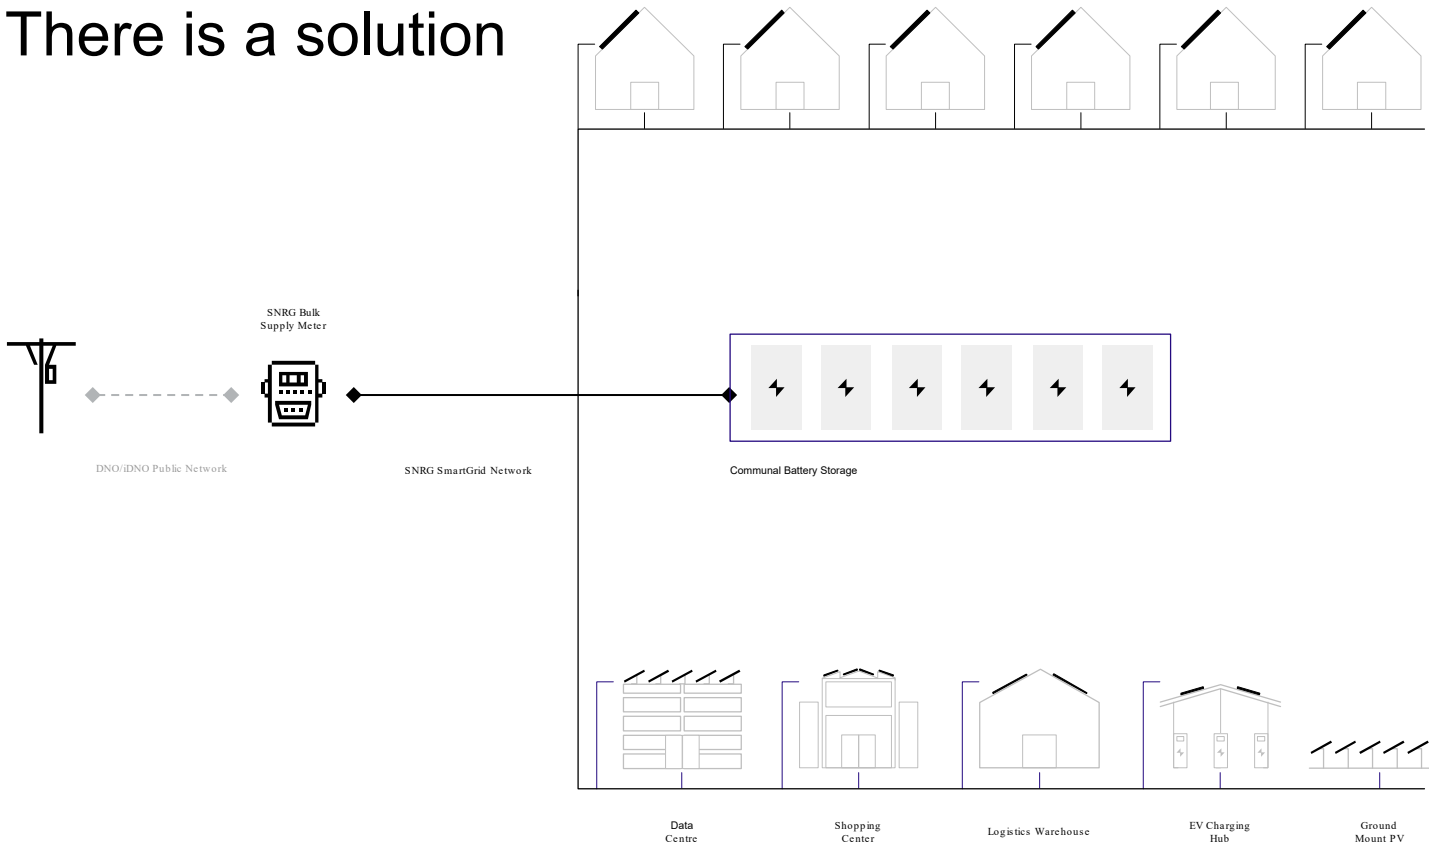 There is a solution
SNRG Bulk
Supply Meter
DNO/iDNO Public Network
SNRG SmartGrid Network
Communal Battery Storage
Data
Centre
Shopping
Center
Logistics Warehouse
EV Charging
Hub
Ground
Mount PV